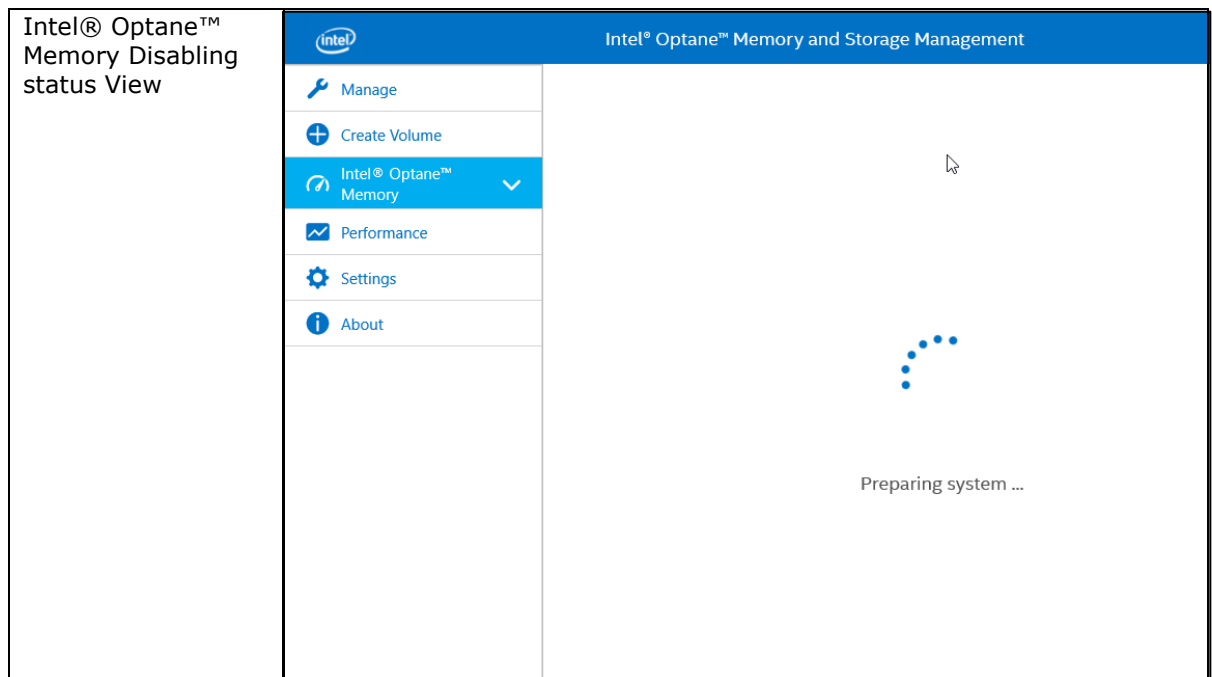 Intel® Optane™
Memory Disabling
status View
intel
Intel® Optane™ Memory and Storage Management
Manage
Create Volume
Intel® Optane™
Memory
Performance
Settings
About
Preparing system ...